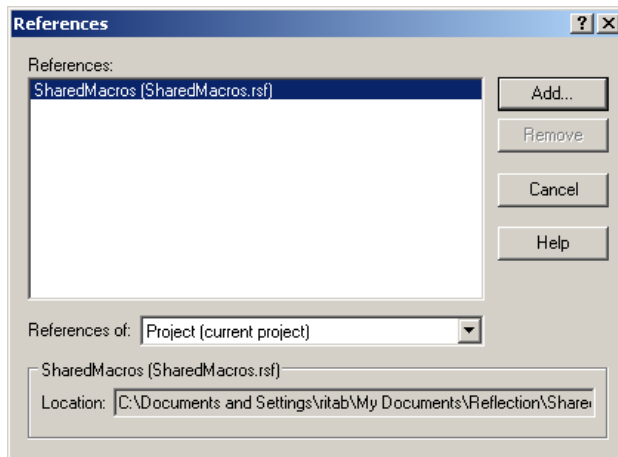 References
References:
SharedMacros (SharedMacros.rsf)
Add...
Remove
Cancel
Help
References of: Project (current project)
SharedMacros (SharedMacros.rsf)
Location: C:\Documents and Settings\ritab\My Documents\Reflection\Share